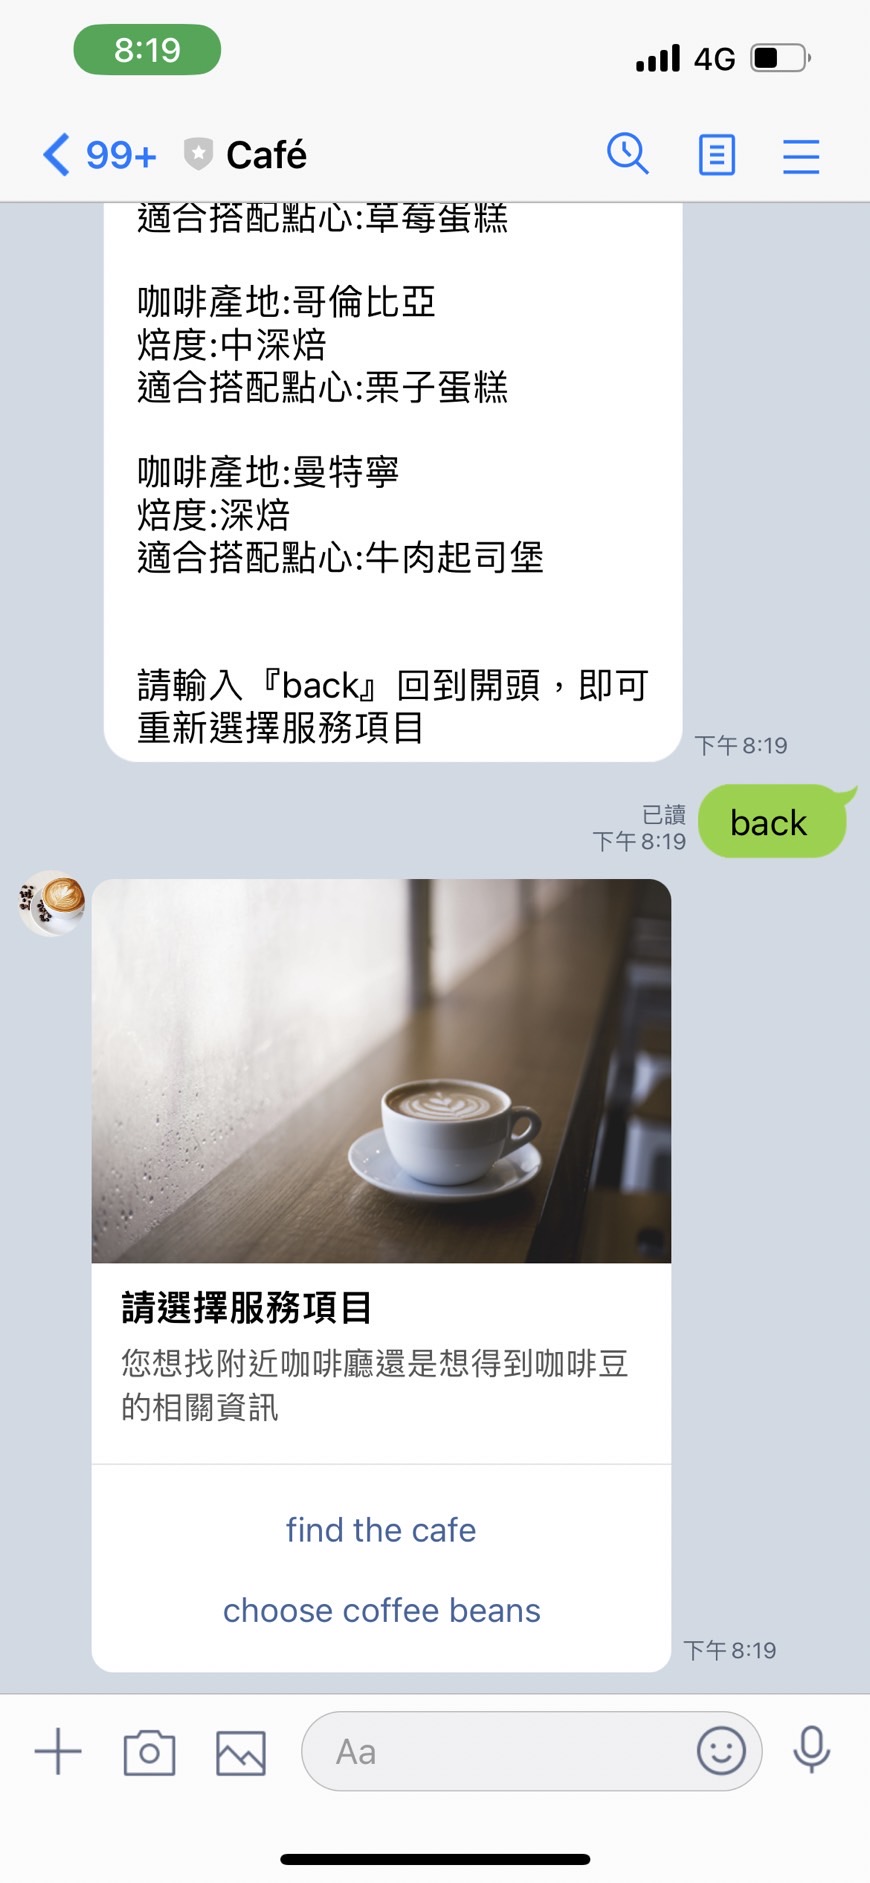 8:19
4G
99+
Café
適合搭配點心:草莓蛋糕
咖啡產地:哥倫比亞
焙度:中深焙
適合搭配點心:栗子蛋糕
咖啡產地:曼特寧
焙度:深焙
適合搭配點心:牛肉起司堡
請輸入『back』回到開頭，即可
重新選擇服務項目
下午8:19
已讀
下午8:19
back
請選擇服務項目
您想找附近咖啡廳還是想得到咖啡豆
的相關資訊
find the cafe
choose coffee beans
下午8:19
Aa